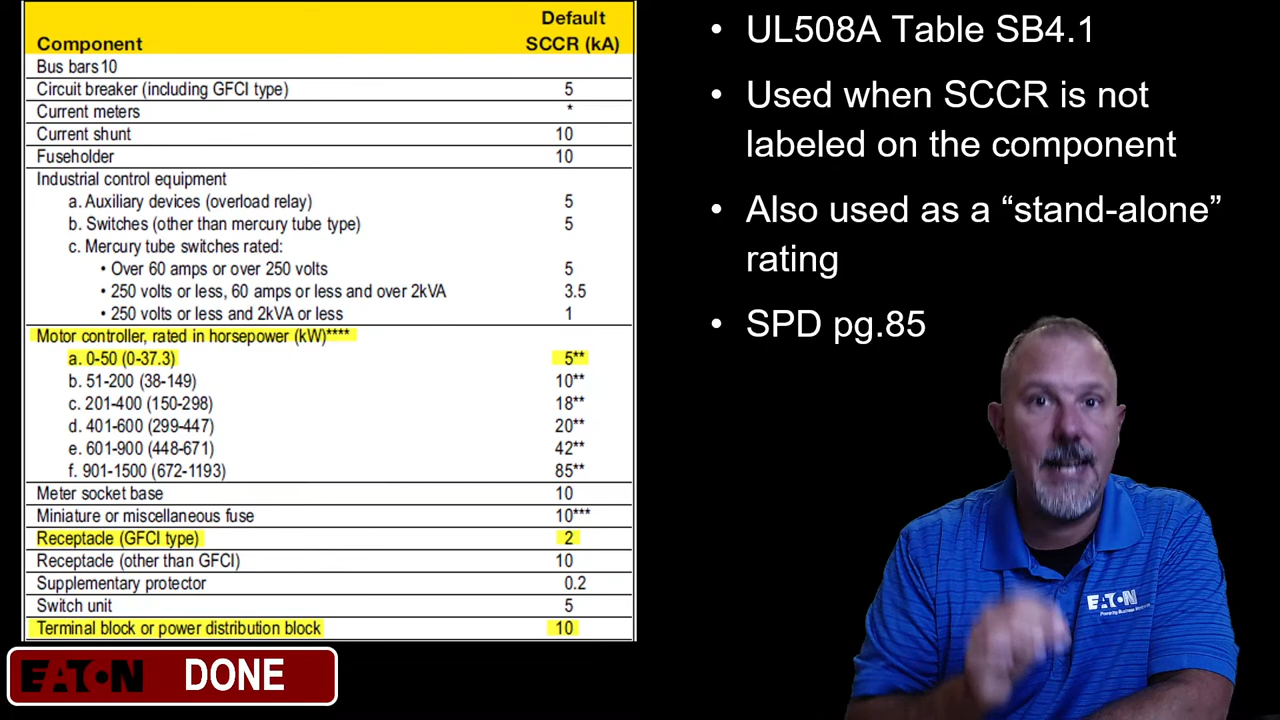 Default
Component SCCR (kA)
Bus bars10
Circuit breaker (including GFCI type) 5
Current meters *
Current shunt 10
Fuseholder 10
Industrial control equipment
a. Auxiliary devices (overload relay) 5
b. Switches (other than mercury tube type) 5
c. Mercury tube switches rated:
• Over 60 amps or over 250 volts 5
• 250 volts or less, 60 amps or less and over 2kVA 3.5
• 250 volts or less and 2kVA or less 1
Motor controller, rated in horsepower (kW)****
a. 0-50 (0-37.3) 5**
b. 51-200 (38-149) 10**
c. 201-400 (150-298) 18**
d. 401-600 (299-447) 20**
e. 601-900 (448-671) 42**
f. 901-1500 (672-1193) 85**
Meter socket base 10
Miniature or miscellaneous fuse 10***
Receptacle (GFCI type) 2
Receptacle (other than GFCI) 10
Supplementary protector 0.2
Switch unit 5
Terminal block or power distribution block 10
EATON DONE
• UL508A Table SB4.1
• Used when SCCR is not
labeled on the component
• Also used as a “stand-alone”
rating
• SPD pg.85
EATON
Powering Business Worldwide